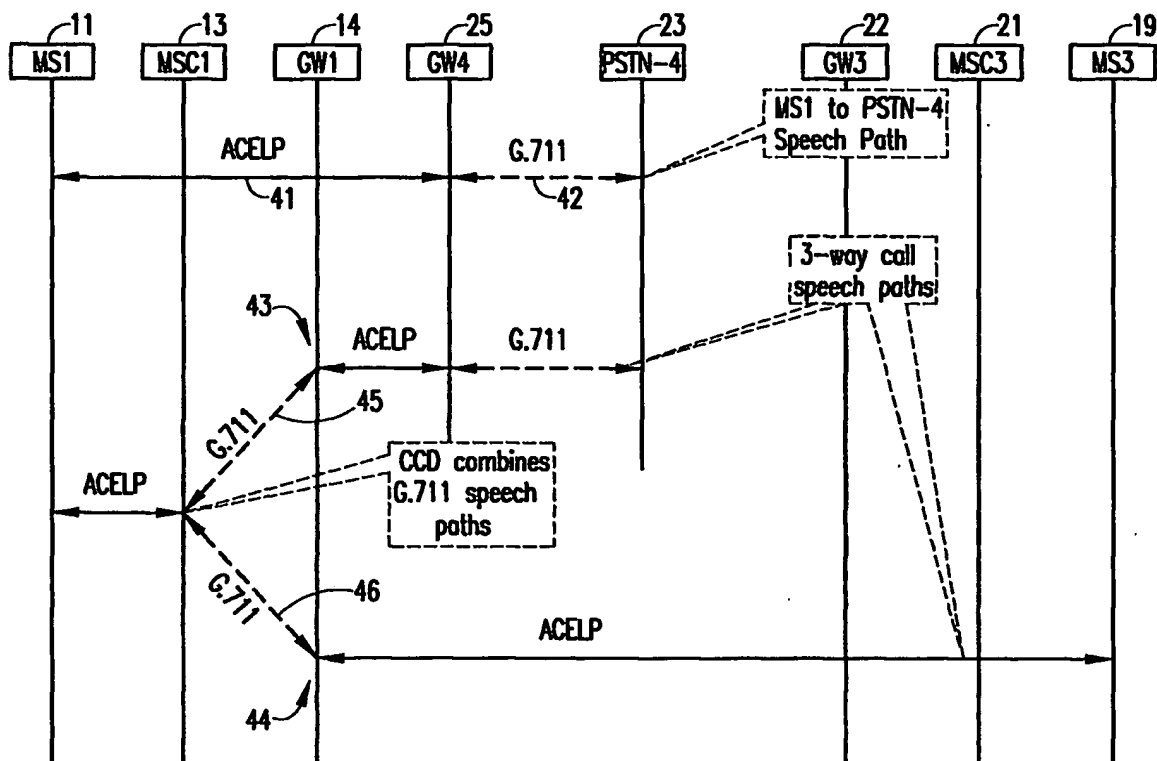 11 13 14 25 23 22 21 19
MS1 MSC1 GW1 GW4 PSTN-4 GW3 MSC3 MS3
MS1 to PSTN-4
Speech Path
ACELP G.711
41 42
3-way call
speech paths
43
ACELP G.711
45
G.711
CCD combines
G.711 speech
paths
ACELP
46
G.711
ACELP
44